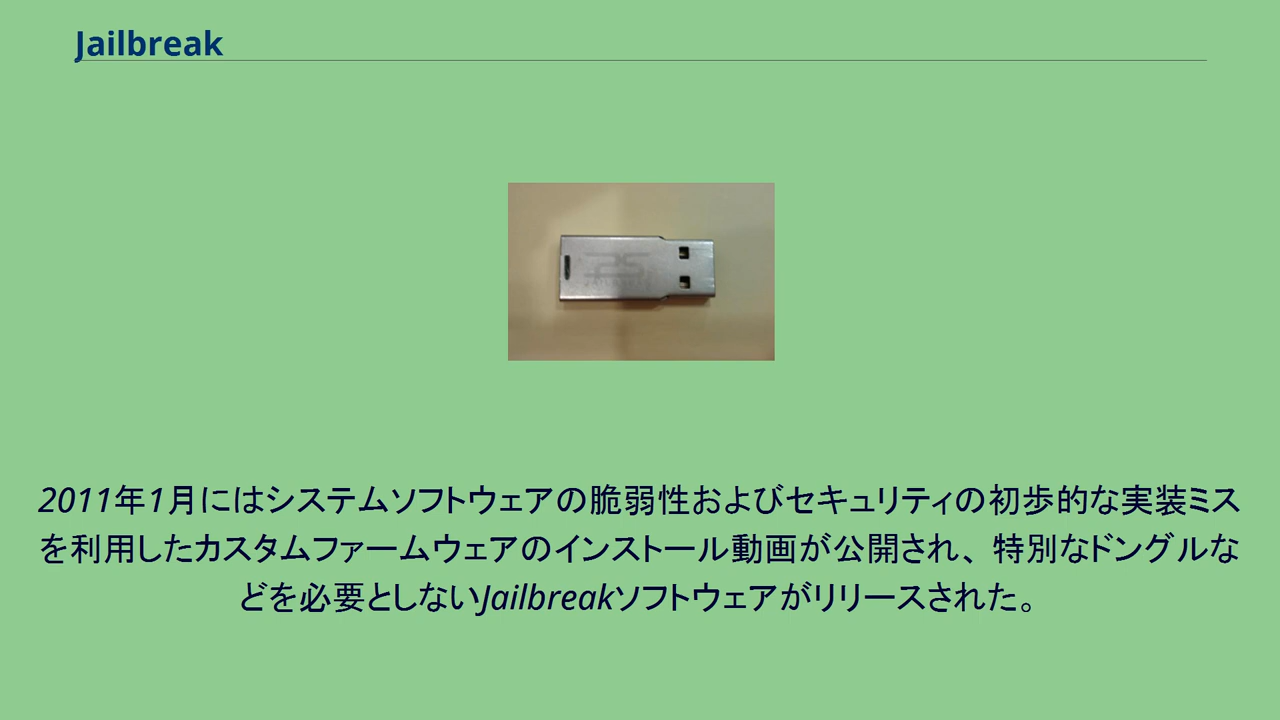 Jailbreak
2011年1月にはシステムソフトウェアの脆弱性およびセキュリティの初歩的な実装ミス
を利用したカスタムファームウェアのインストール動画が公開され、特別なドングルな
どを必要としないJailbreakソフトウェアがリリースされた。